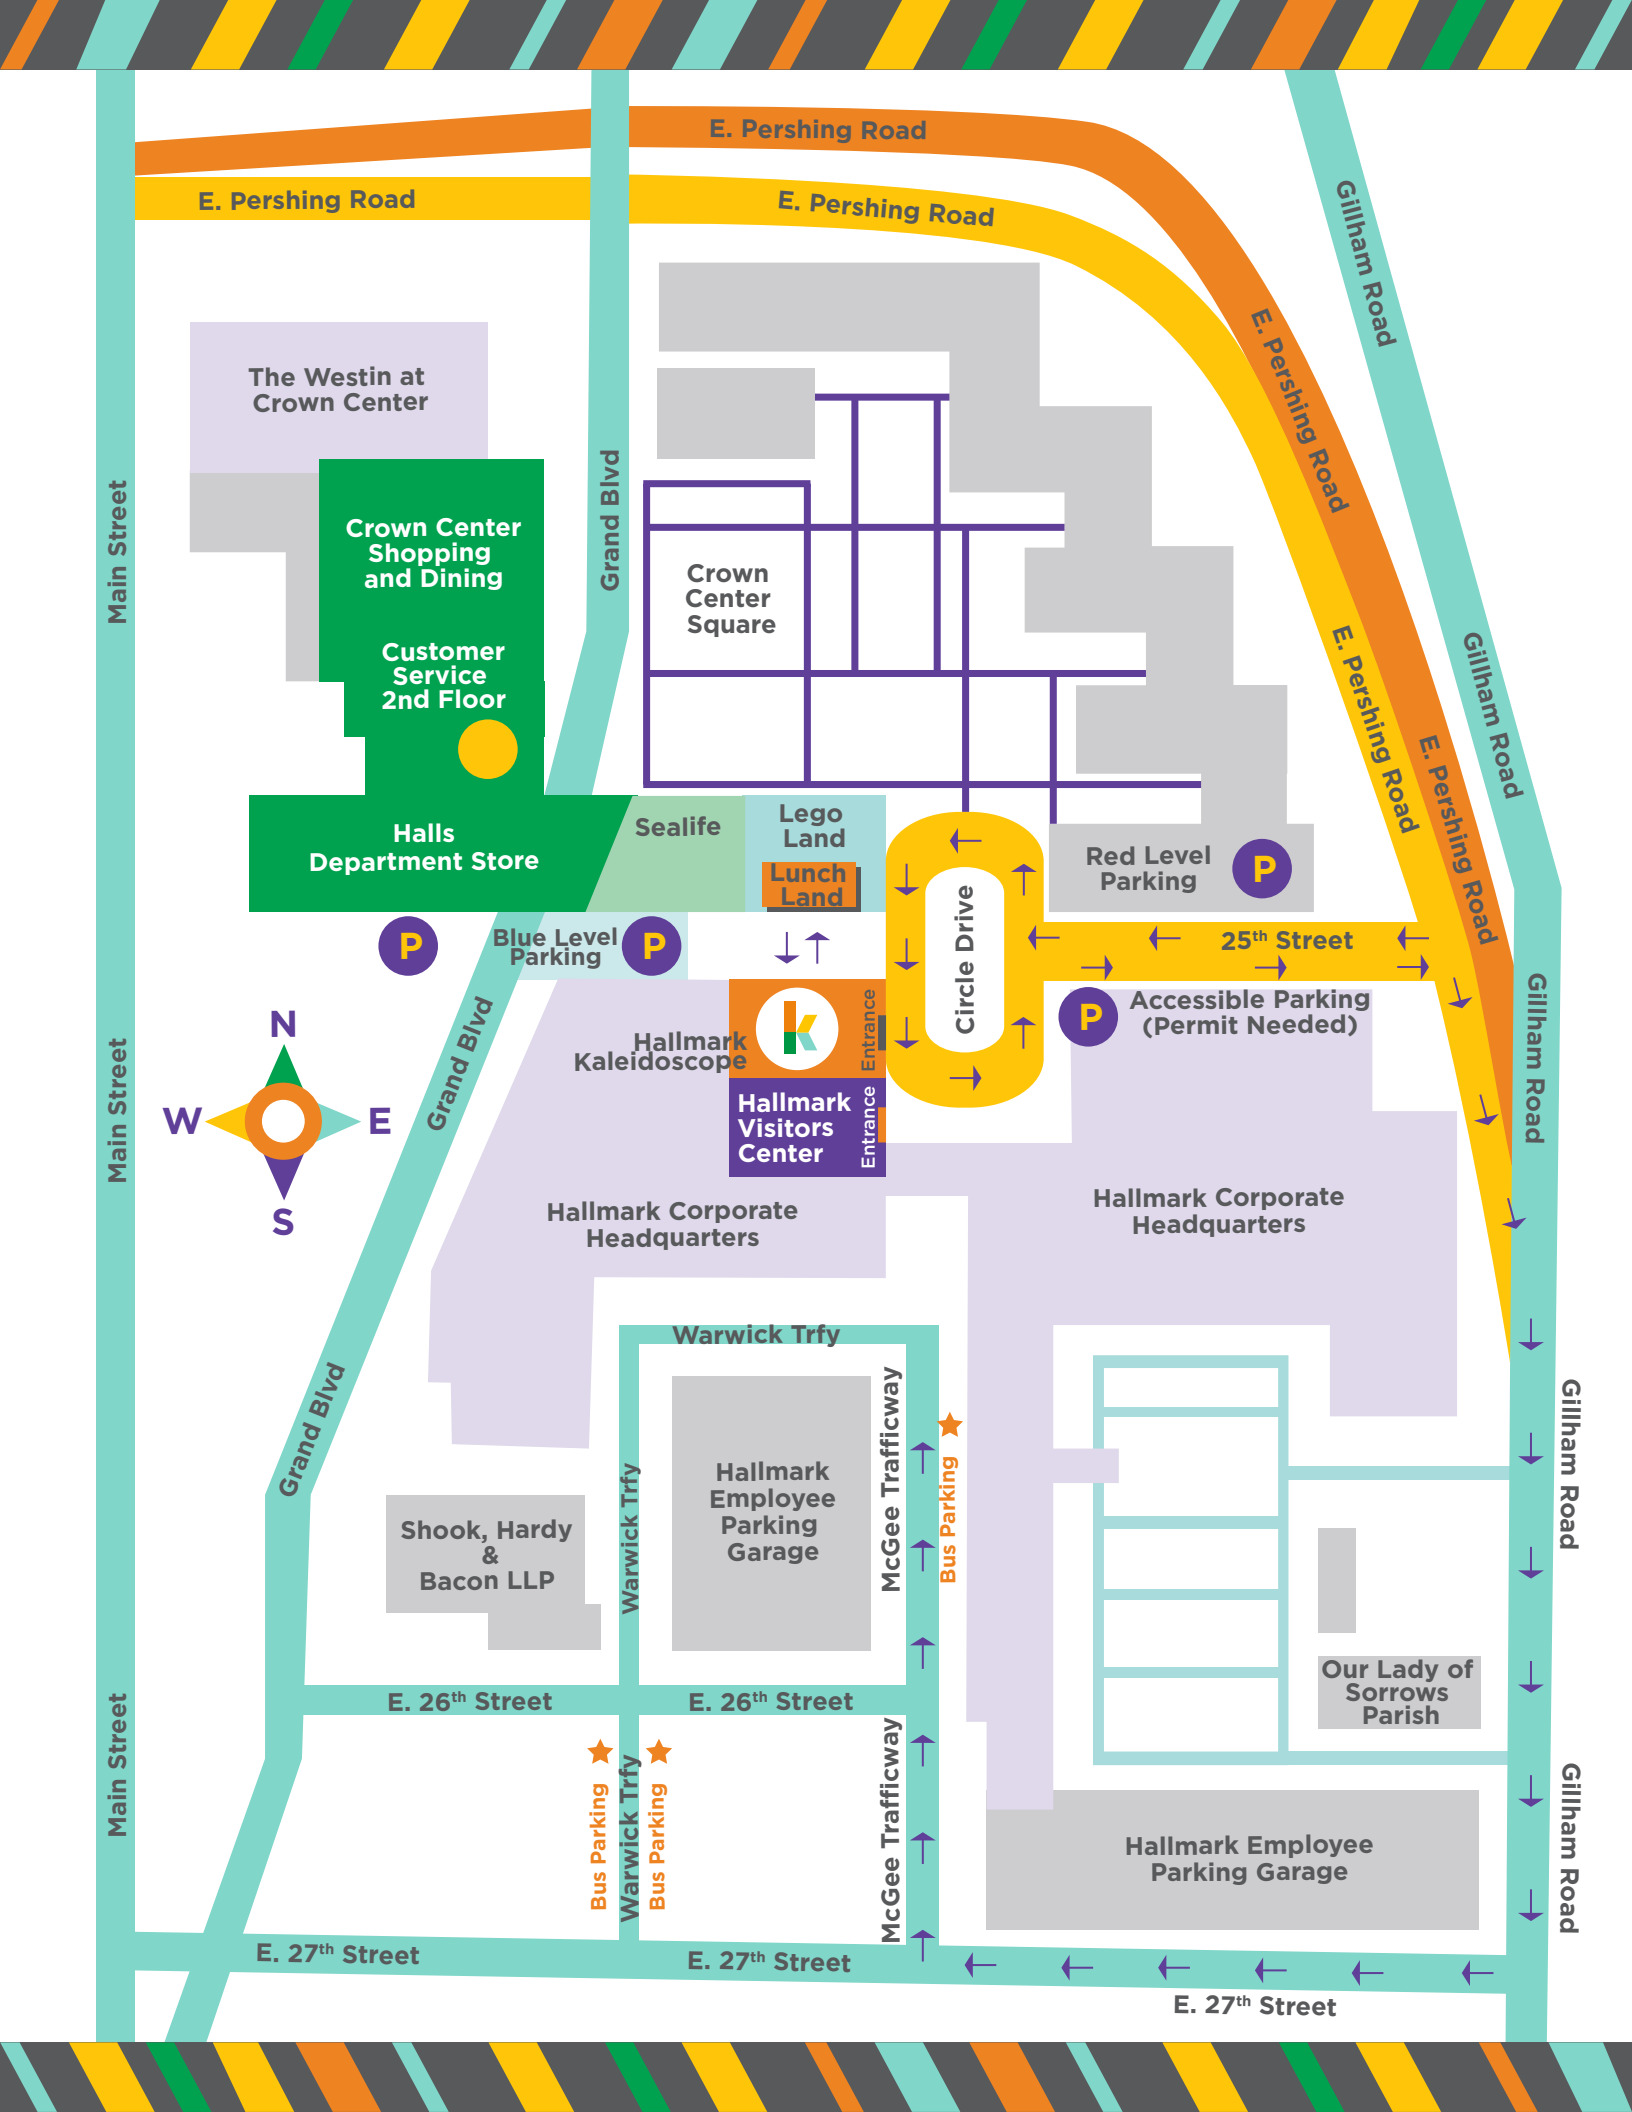 E. Pershing Road
E. Pershing Road
E. Pershing Road
Gillham Road
E. Pershing Road
The Westin at
Crown Center
Main Street
Grand Blvd
Crown Center
Shopping
and Dining
Customer
Service
2nd Floor
Crown
Center
Square
Gillham Road
E. Pershing Road
E. Pershing Road
Halls
Department Store
Sealife
Lego
Land
Lunch
Land
Red Level
Parking
P
Circle Drive
25th Street
P
Blue Level
Parking
P
Accessible Parking
(Permit Needed)
P
Gillham Road
Main Street
Grand Blvd
N
W
E
S
Hallmark
Kaleidoscope
k
Entrance
Hallmark
Visitors
Center
Entrance
Hallmark Corporate
Headquarters
Hallmark Corporate
Headquarters
Warwick Trfy
Grand Blvd
McGee Trafficway
Bus Parking
Gillham Road
Hallmark
Employee
Parking
Garage
Warwick Trfy
Shook, Hardy
&
Bacon LLP
Our Lady of
Sorrows
Parish
E. 26th Street
E. 26th Street
Main Street
Bus Parking
Warwick Trfy
Bus Parking
McGee Trafficway
Hallmark Employee
Parking Garage
Gillham Road
E. 27th Street
E. 27th Street
E. 27th Street